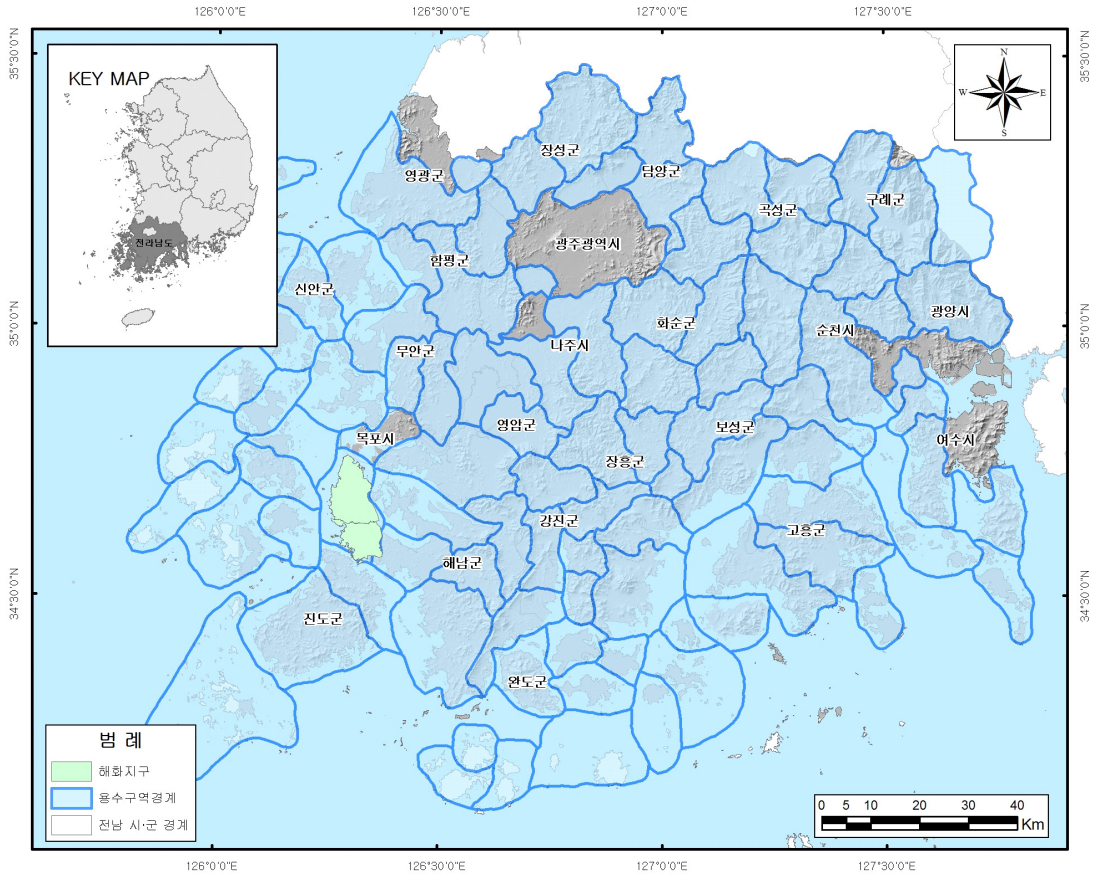 126°0'0"E 126°30'0"E 127°0'0"E 127°30'0"E
35°30'0"N
35°30'0"N
KEY MAP
전라남도
N
W E
S
장성군
담양군
영광군
구례군
곡성군
광주광역시
함평군
신안군
광양시
화순군
순천시
35°0'0"N
35°0'0"N
나주시
무안군
영암군
보성군
목포시
여수시
장흥군
강진군
고흥군
해남군
34°30'0"N
34°30'0"N
진도군
완도군
범 례
해화지구
용수구역경계
전남 시·군 경계
0 5 10 20 30 40
Km
126°0'0"E 126°30'0"E 127°0'0"E 127°30'0"E